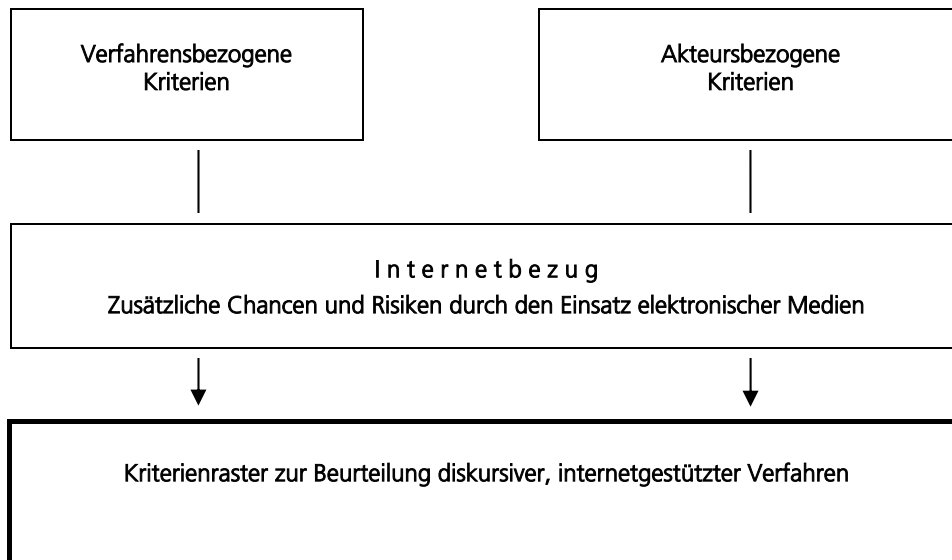 Verfahrensbezogene
Kriterien
Akteursbezogene
Kriterien
Internetbezug
Zusätzliche Chancen und Risiken durch den Einsatz elektronischer Medien
Kriterienraster zur Beurteilung diskursiver, internetgestützter Verfahren